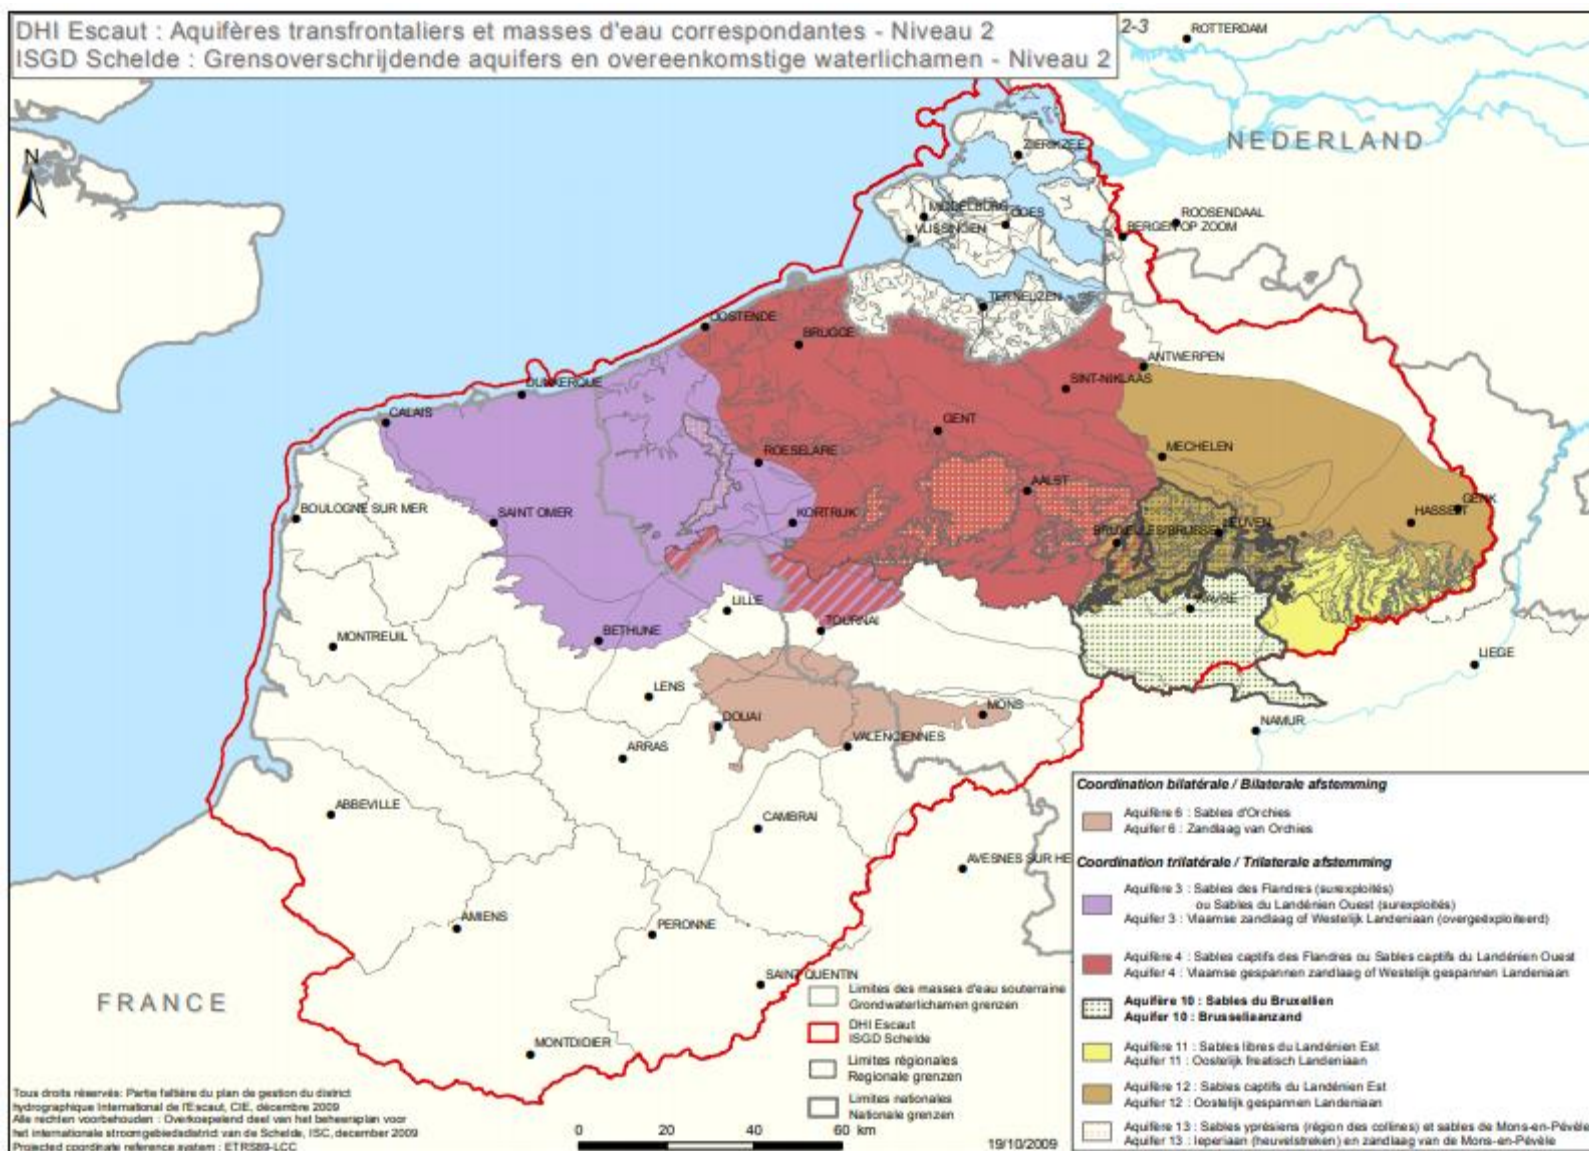 DHI Escaut : Aquifères transfrontaliers et masses d'eau correspondantes - Niveau 2
ISGD Schelde : Grensoverschrijdende aquifers en overeenkomstige waterlichamen - Niveau 2
2-3
ROTTERDAM
NEDERLAND
N
ZIERIKZEE
MIDDELBURG
GOES
VLISSINGEN
ROOSENDAAL
BERGEN OP ZOOM
TERNEUZEN
OOSTENDE
BRUGGE
ANTWERPEN
SINT-NIKLAAS
DUNKERQUE
CALAIS
GENT
MECHELEN
ROESELARE
AALST
BOULOGNE SUR MER
SAINT OMER
KORTRIJK
GENK
HASSELT
BRUXELLES/BRUSSEL
LEUVEN
LILLE
WAVRE
TOURNAI
BETHUNE
MONTREUIL
LIEGE
LENS
DOUAI
MONS
NAMUR
VALENCIENNES
ARRAS
ABBEVILLE
CAMBRAI
AVESNES SUR HE
AMIENS
PERONNE
SAINT QUENTIN
FRANCE
MONTDIDIER
Limites des masses d'eau souterraine
Grondwaterlichamen grenzen
DHI Escaut
ISGD Schelde
Limites régionales
Regionale grenzen
Limites nationales
Nationale grenzen
Coordination bilatérale / Bilaterale afstemming
Aquifère 6 : Sables d'Orchies
Aquifer 6 : Zandlaag van Orchies
Coordination trilatérale / Trilaterale afstemming
Aquifère 3 : Sables des Flandres (surexploités)
ou Sables du Landénien Ouest (surexploités)
Aquifer 3 : Vlaamse zandlaag of Westelijk Landeniaan (overgeëxploiteerd)
Aquifère 4 : Sables captifs des Flandres ou Sables captifs du Landénien Ouest
Aquifer 4 : Vlaamse gespannen zandlaag of Westelijk gespannen Landeniaan
Aquifère 10 : Sables du Bruxellien
Aquifer 10 : Brusseliaanzand
Aquifère 11 : Sables libres du Landénien Est
Aquifer 11 : Oostelijk freatisch Landeniaan
Aquifère 12 : Sables captifs du Landénien Est
Aquifer 12 : Oostelijk gespannen Landeniaan
Aquifère 13 : Sables yprésiens (région des collines) et sables de Mons-en-Pévèle
Aquifer 13 : Ieperiaan (heuvelstreken) en zandlaag van de Mons-en-Pévèle
Tous droits réservés: Partie faîtière du plan de gestion du district
hydrographique international de l'Escaut, CIE, décembre 2009
Alle rechten voorbehouden : Overkoepelend deel van het beheersplan voor
het internationale stroomgebiedsdistrict van de Schelde, ISC, december 2009
Projected coordinate reference system : ETRS89-LCC
0 20 40 60 km
19/10/2009